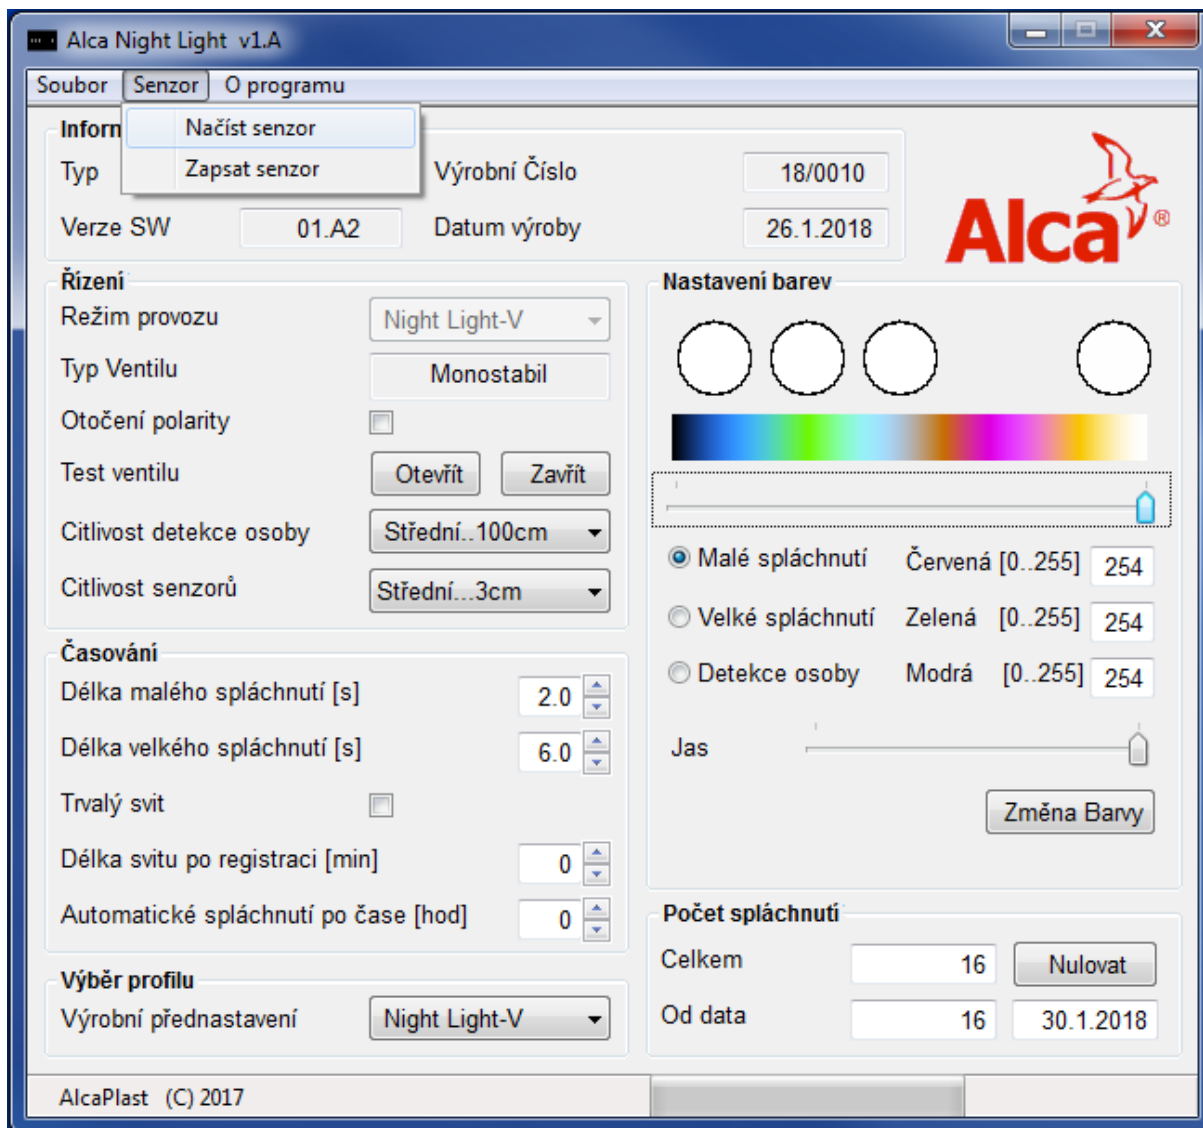 Alca Night Light v1.A
Soubor Senzor O programu
Načíst senzor
Zapsat senzor
Typ Výrobní Číslo 18/0010
Verze SW 01.A2 Datum výroby 26.1.2018
Alca®
Řízení
Režim provozu Night Light-V
Typ Ventilu Monostabil
Otočení polarity
Test ventilu Otevřít Zavřít
Citlivost detekce osoby Střední..100cm
Citlivost senzorů Střední...3cm
Časování
Délka malého spláchnutí [s] 2.0
Délka velkého spláchnutí [s] 6.0
Trvalý svit
Délka svitu po registraci [min] 0
Automatické spláchnutí po čase [hod] 0
Výběr profilu
Výrobní přednastavení Night Light-V
Nastavení barev
Malé spláchnutí Červená [0..255] 254
Velké spláchnutí Zelená [0..255] 254
Detekce osoby Modrá [0..255] 254
Jas
Změna Barvy
Počet spláchnutí
Celkem 16 Nulovat
Od data 16 30.1.2018
AlcaPlast (C) 2017